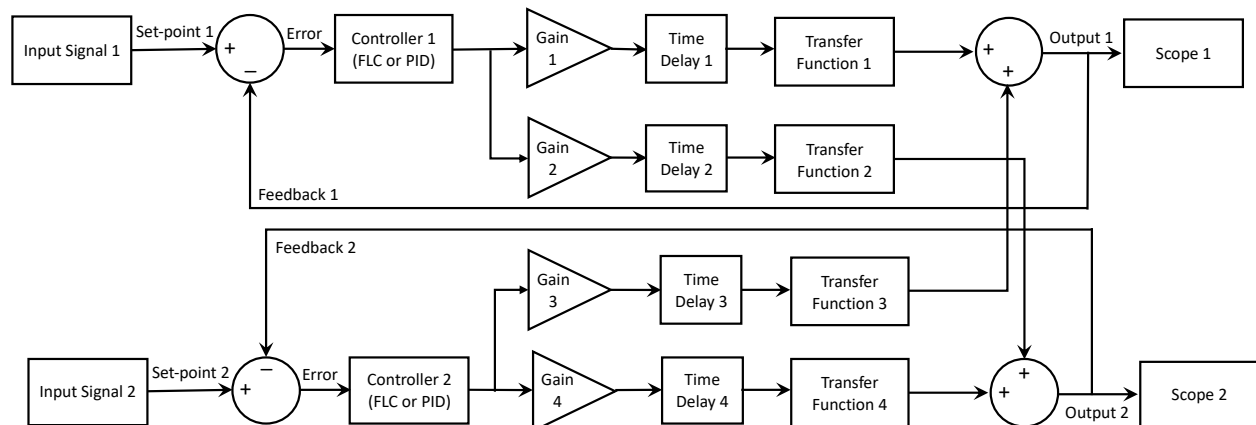 Input Signal 1
Set-point 1
+
−
Error
Controller 1
(FLC or PID)
Gain
1
Time
Delay 1
Transfer
Function 1
+
+
Output 1
Scope 1
Gain
2
Time
Delay 2
Transfer
Function 2
Feedback 1
Feedback 2
Gain
3
Time
Delay 3
Transfer
Function 3
Input Signal 2
Set-point 2
−
+
Error
Controller 2
(FLC or PID)
Gain
4
Time
Delay 4
Transfer
Function 4
+
+
Output 2
Scope 2